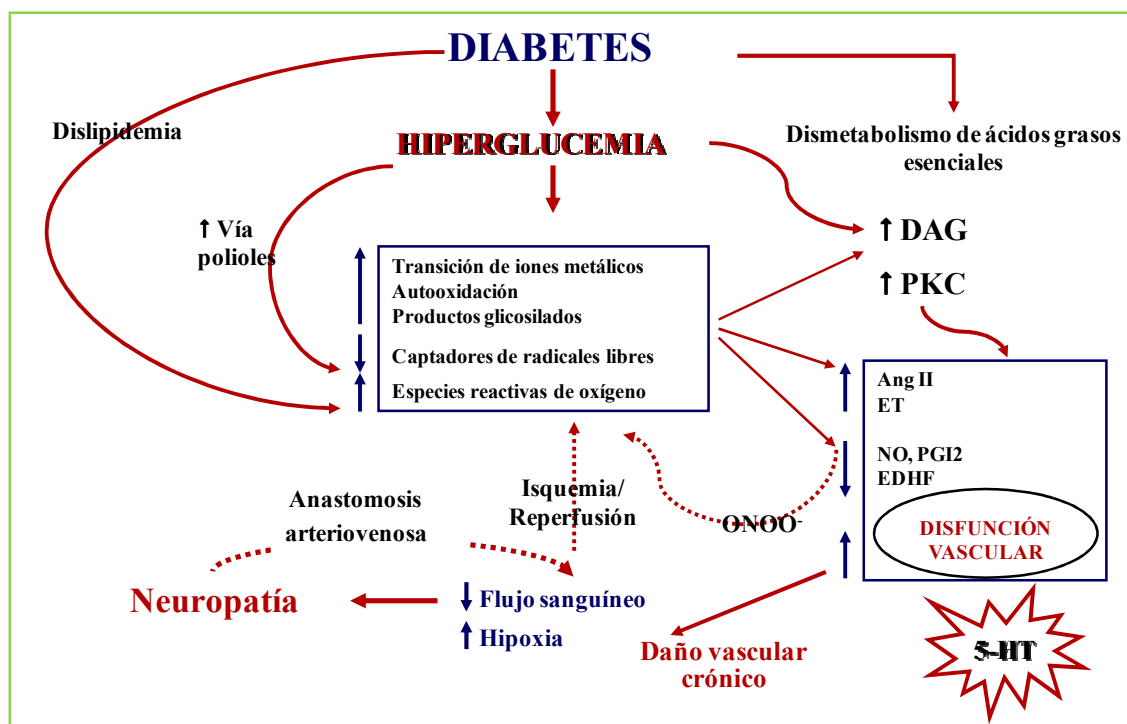 DIABETES
Dislipidemia
HIPERGLUCEMIA
Dismetabolismo de ácidos grasos
esenciales
↑ Vía
polioles
↑ DAG
↑ PKC
Transición de iones metálicos
Autooxidación
Productos glicosilados
Captadores de radicales libres
Especies reactivas de oxígeno
Ang II
ET
NO, PGI2
EDHF
DISFUNCIÓN
VASCULAR
Anastomosis
arteriovenosa
Isquemia/
Reperfusión
ONOO-
Neuropatía
Flujo sanguíneo
Hipoxia
Daño vascular
crónico
5-HT